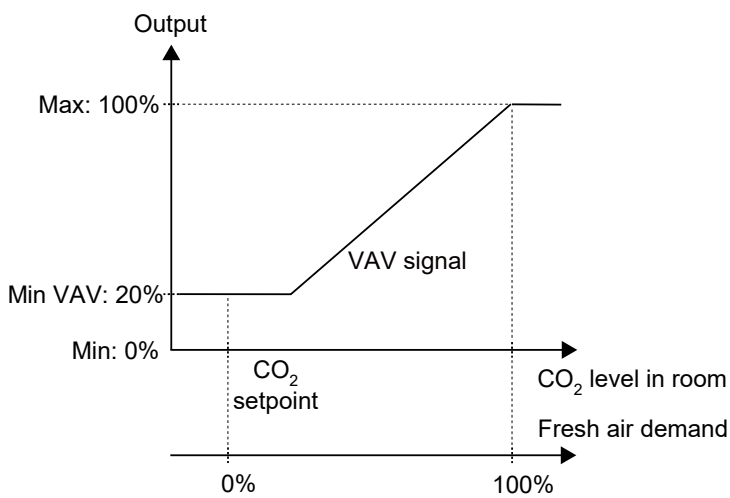 Output
Max: 100%
VAV signal
Min VAV: 20%
Min: 0%
CO2
setpoint
CO2 level in room
Fresh air demand
0%
100%